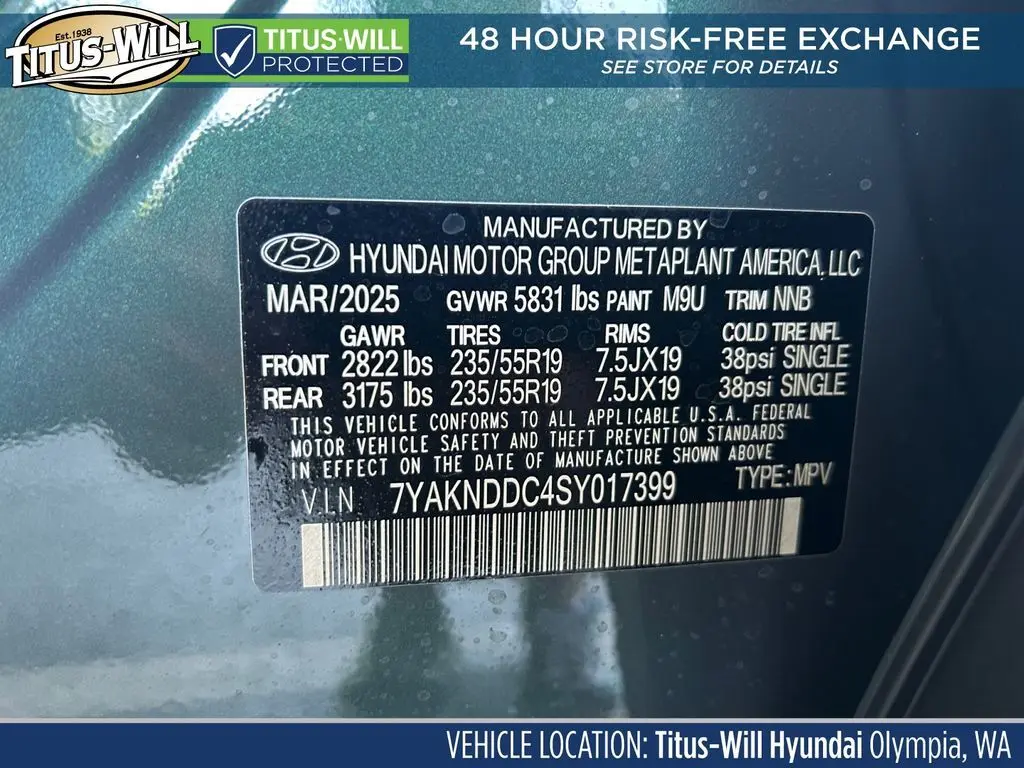 Est.1938
TITUS-WILL
TITUS-WILL
PROTECTED
48 HOUR RISK-FREE EXCHANGE
SEE STORE FOR DETAILS
MANUFACTURED BY
HYUNDAI MOTOR GROUP METAPLANT AMERICA, LLC
MAR/2025 GVWR 5831 lbs PAINT M9U TRIM NNB
GAWR TIRES RIMS COLD TIRE INFL
FRONT 2822 lbs 235/55R19 7.5JX19 38psi SINGLE
REAR 3175 lbs 235/55R19 7.5JX19 38psi SINGLE
THIS VEHICLE CONFORMS TO ALL APPLICABLE U.S.A. FEDERAL
MOTOR VEHICLE SAFETY AND THEFT PREVENTION STANDARDS
IN EFFECT ON THE DATE OF MANUFACTURE SHOWN ABOVE
VIN 7YAKNDDC4SY017399 TYPE:MPV
VEHICLE LOCATION: Titus-Will Hyundai Olympia, WA